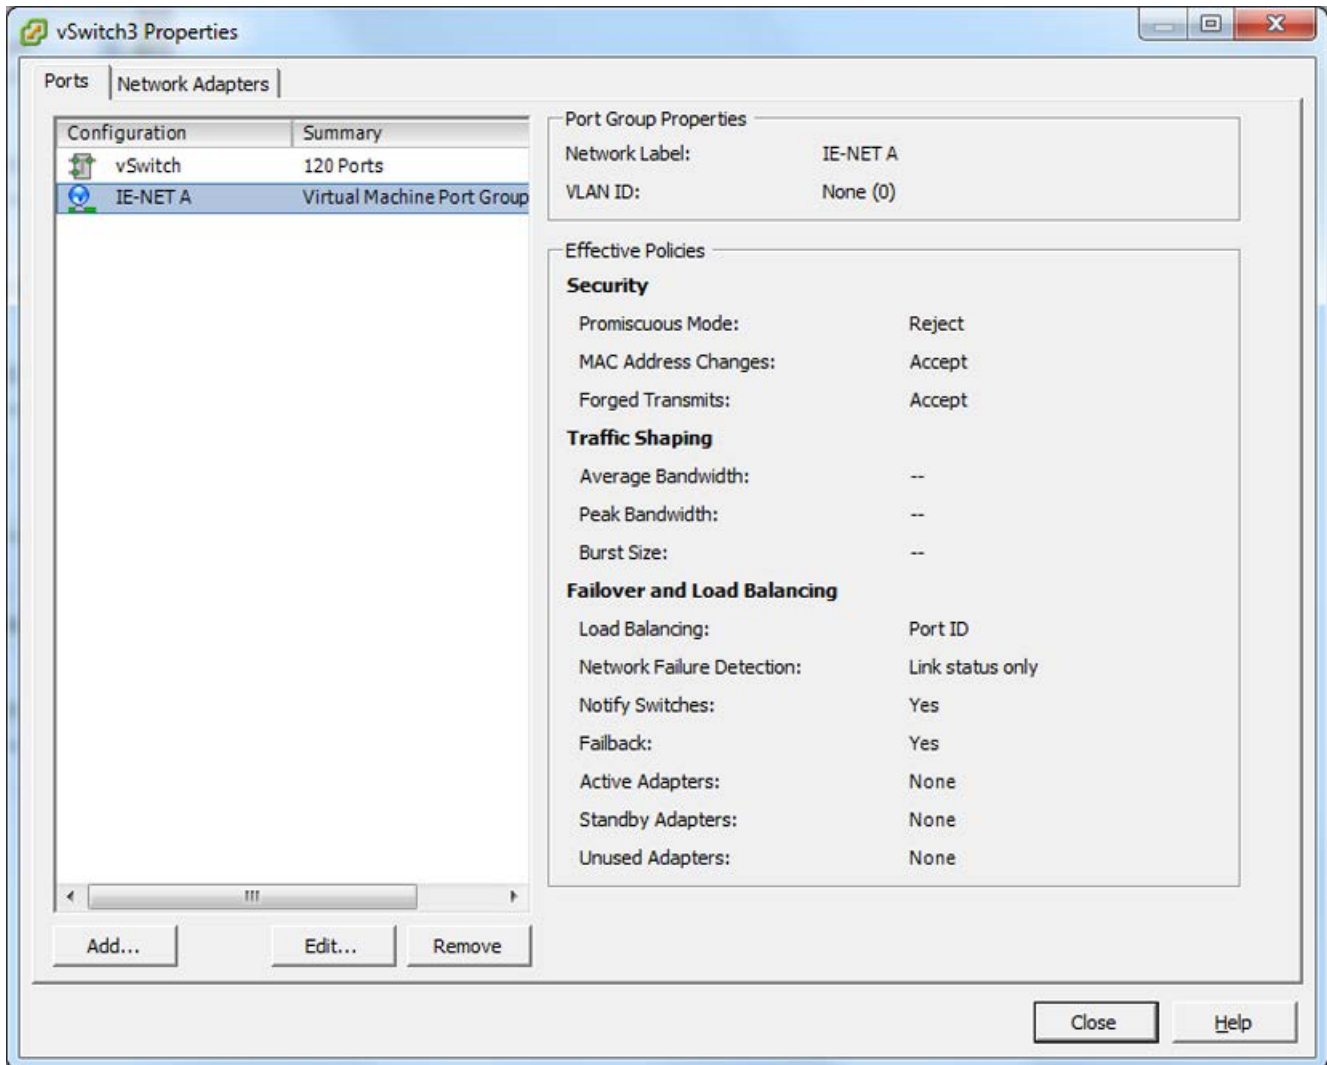 vSwitch3 Properties
Ports Network Adapters
Configuration Summary
vSwitch 120 Ports
IE-NET A Virtual Machine Port Group
Port Group Properties
Network Label: IE-NET A
VLAN ID: None (0)
Effective Policies
Security
Promiscuous Mode: Reject
MAC Address Changes: Accept
Forged Transmits: Accept
Traffic Shaping
Average Bandwidth: --
Peak Bandwidth: --
Burst Size: --
Failover and Load Balancing
Load Balancing: Port ID
Network Failure Detection: Link status only
Notify Switches: Yes
Failback: Yes
Active Adapters: None
Standby Adapters: None
Unused Adapters: None
Add... Edit... Remove
Close Help